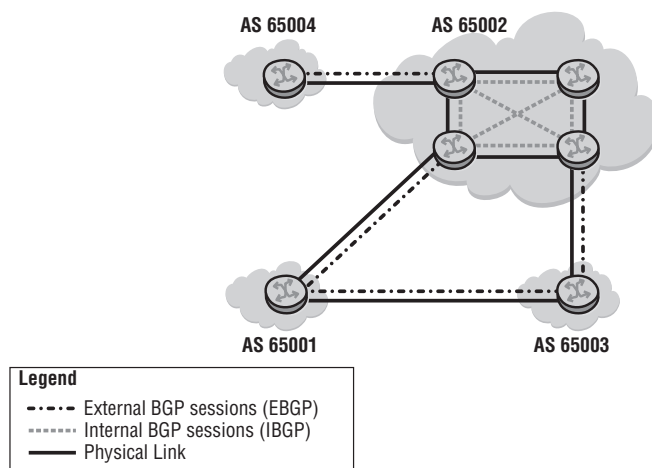 AS 65004
AS 65002
AS 65001
AS 65003
Legend
External BGP sessions (EBGP)
Internal BGP sessions (IBGP)
Physical Link